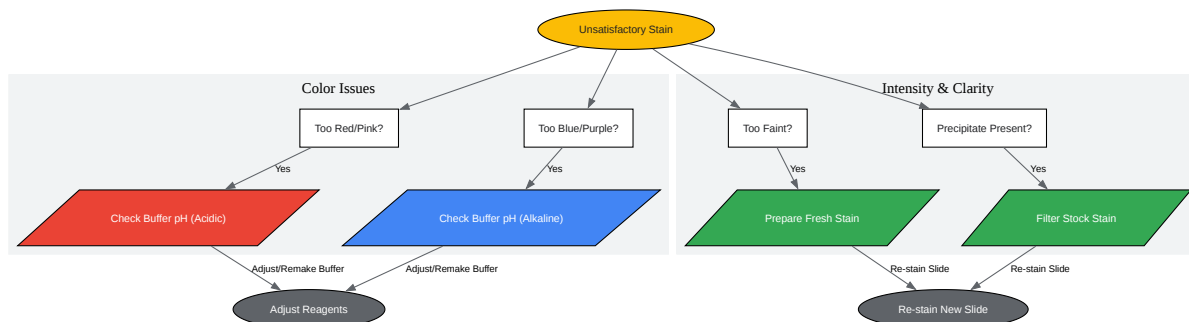 Unsatisfactory Stain
Color Issues
Intensity & Clarity
Too Red/Pink?
Too Blue/Purple?
Too Faint?
Precipitate Present?
Yes
Yes
Yes
Yes
Check Buffer pH (Acidic)
Check Buffer pH (Alkaline)
Prepare Fresh Stain
Filter Stock Stain
Adjust/Remake Buffer
Adjust/Remake Buffer
Re-stain Slide
Re-stain Slide
Adjust Reagents
Re-stain New Slide